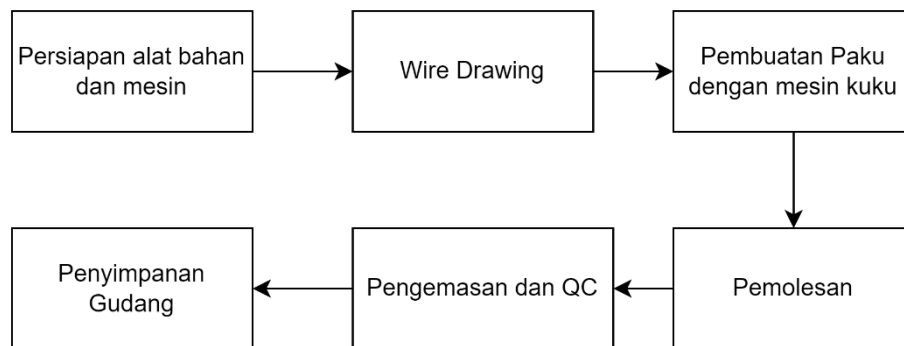 Persiapan alat bahan
dan mesin
Wire Drawing
Pembuatan Paku
dengan mesin kuku
Pemolesan
Pengemasan dan QC
Penyimpanan
Gudang